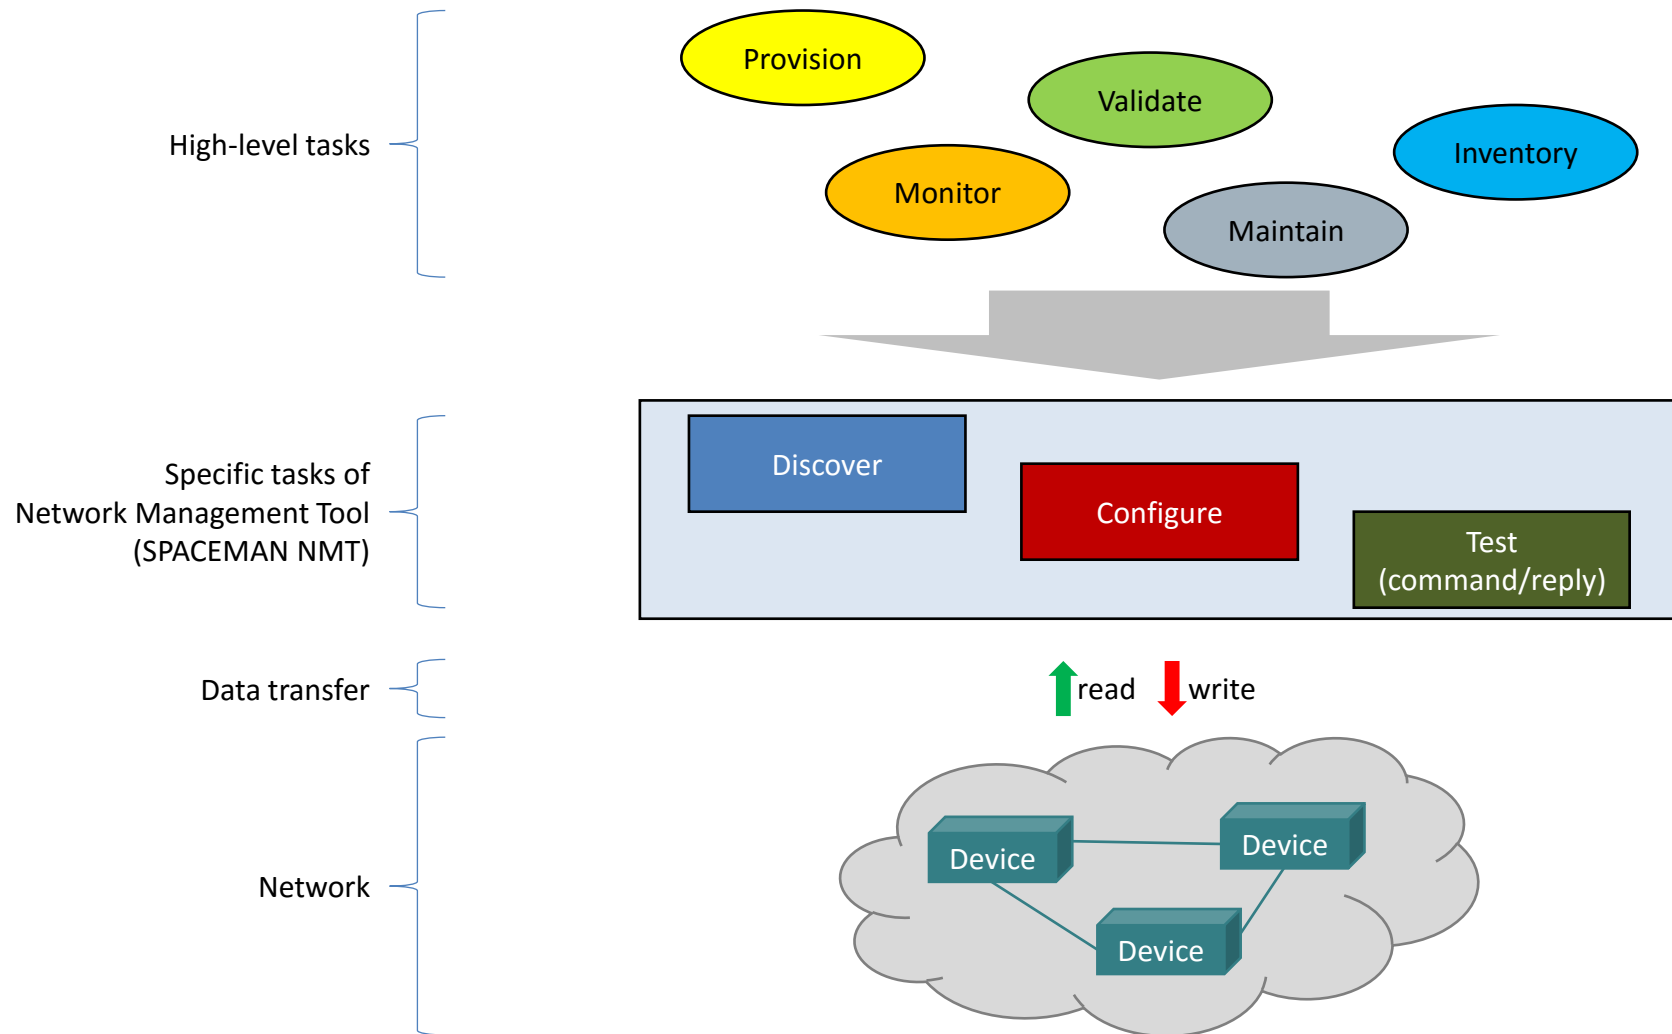 Provision
Validate
High-level tasks
Inventory
Monitor
Maintain
Specific tasks of
Network Management Tool
(SPACEMAN NMT)
Discover
Configure
Test
(command/reply)
Data transfer
read
write
Network
Device
Device
Device